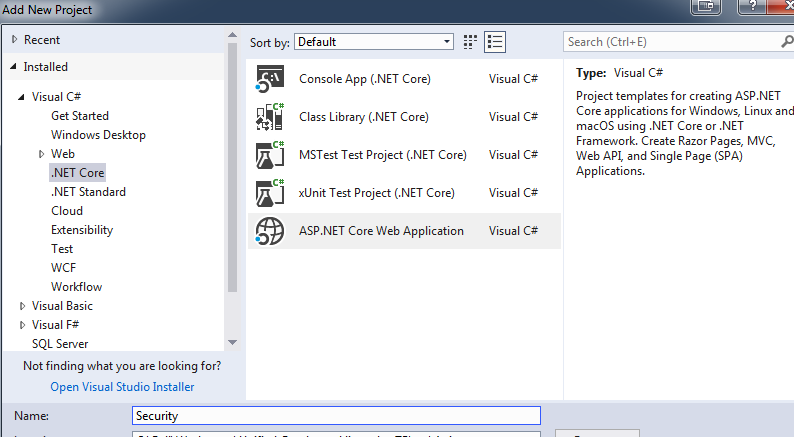 Add New Project
Recent
Installed
Visual C#
Get Started
Windows Desktop
Web
.NET Core
.NET Standard
Cloud
Extensibility
Test
WCF
Workflow
Visual Basic
Visual F#
SQL Server
Not finding what you are looking for?
Open Visual Studio Installer
Sort by: Default
Console App (.NET Core) Visual C#
Class Library (.NET Core) Visual C#
MSTest Test Project (.NET Core) Visual C#
xUnit Test Project (.NET Core) Visual C#
ASP.NET Core Web Application Visual C#
Search (Ctrl+E)
Type: Visual C#
Project templates for creating ASP.NET
Core applications for Windows, Linux and
macOS using .NET Core or .NET
Framework. Create Razor Pages, MVC,
Web API, and Single Page (SPA)
Applications.
Name: Security